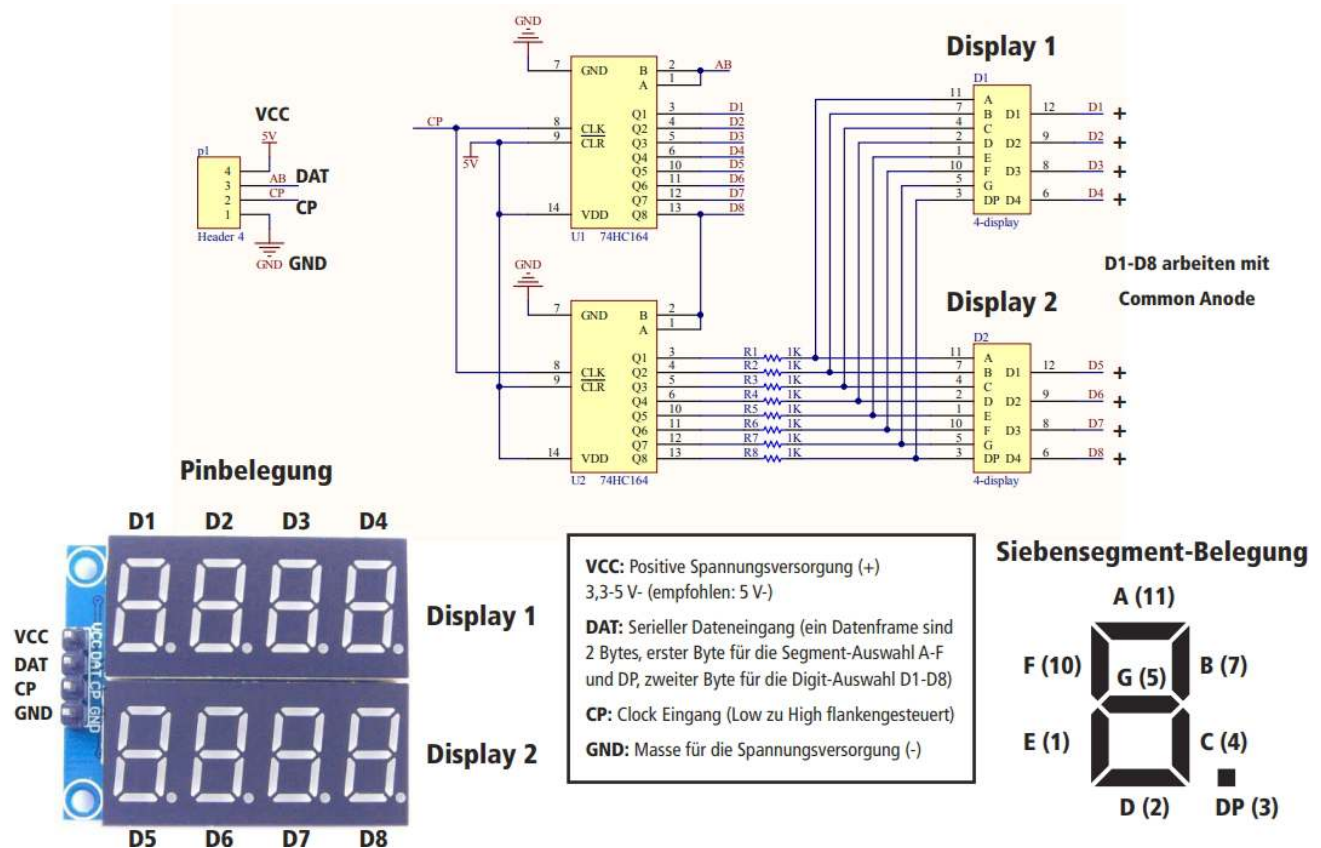 Display 1
VCC
5V
p1
4
3 AB DAT
2 CP
CP
1
Header 4
GND GND
GND
7 GND B 2 AB
A 1
Q1 3 D1
CP 8 CLK Q2 4 D2
5V 9 CLR Q3 5 D3
Q4 6 D4
Q5 10 D5
Q6 11 D6
Q7 12 D7
14 VDD Q8 13 D8
U1 74HC164
D1
11 A
7 B D1 12 D1 +
4 C
2 D D2 9 D2 +
1 E
10 F D3 8 D3 +
5 G
3 DP D4 6 D4 +
4-display
D1-D8 arbeiten mit
Common Anode
GND
7 GND B 2
A 1
Q1 3 R1 1K
8 CLK Q2 4 R2 1K
9 CLR Q3 5 R3 1K
Q4 6 R4 1K
Q5 10 R5 1K
Q6 11 R6 1K
Q7 12 R7 1K
14 VDD Q8 13 R8 1K
U2 74HC164
Display 2
D2
11 A
7 B D1 12 D5 +
4 C
2 D D2 9 D6 +
1 E
10 F D3 8 D7 +
5 G
3 DP D4 6 D8 +
4-display
Pinbelegung
D1 D2 D3 D4
Display 1
VCC VCC
DAT DAT
CP CP
GND GND
Display 2
D5 D6 D7 D8
VCC: Positive Spannungsversorgung (+)
3,3-5 V- (empfohlen: 5 V-)
DAT: Serieller Dateneingang (ein Datenframe sind
2 Bytes, erster Byte für die Segment-Auswahl A-F
und DP, zweiter Byte für die Digit-Auswahl D1-D8)
CP: Clock Eingang (Low zu High flankengesteuert)
GND: Masse für die Spannungsversorgung (-)
Siebensegment-Belegung
A (11)
F (10) G (5) B (7)
E (1) C (4)
D (2) DP (3)